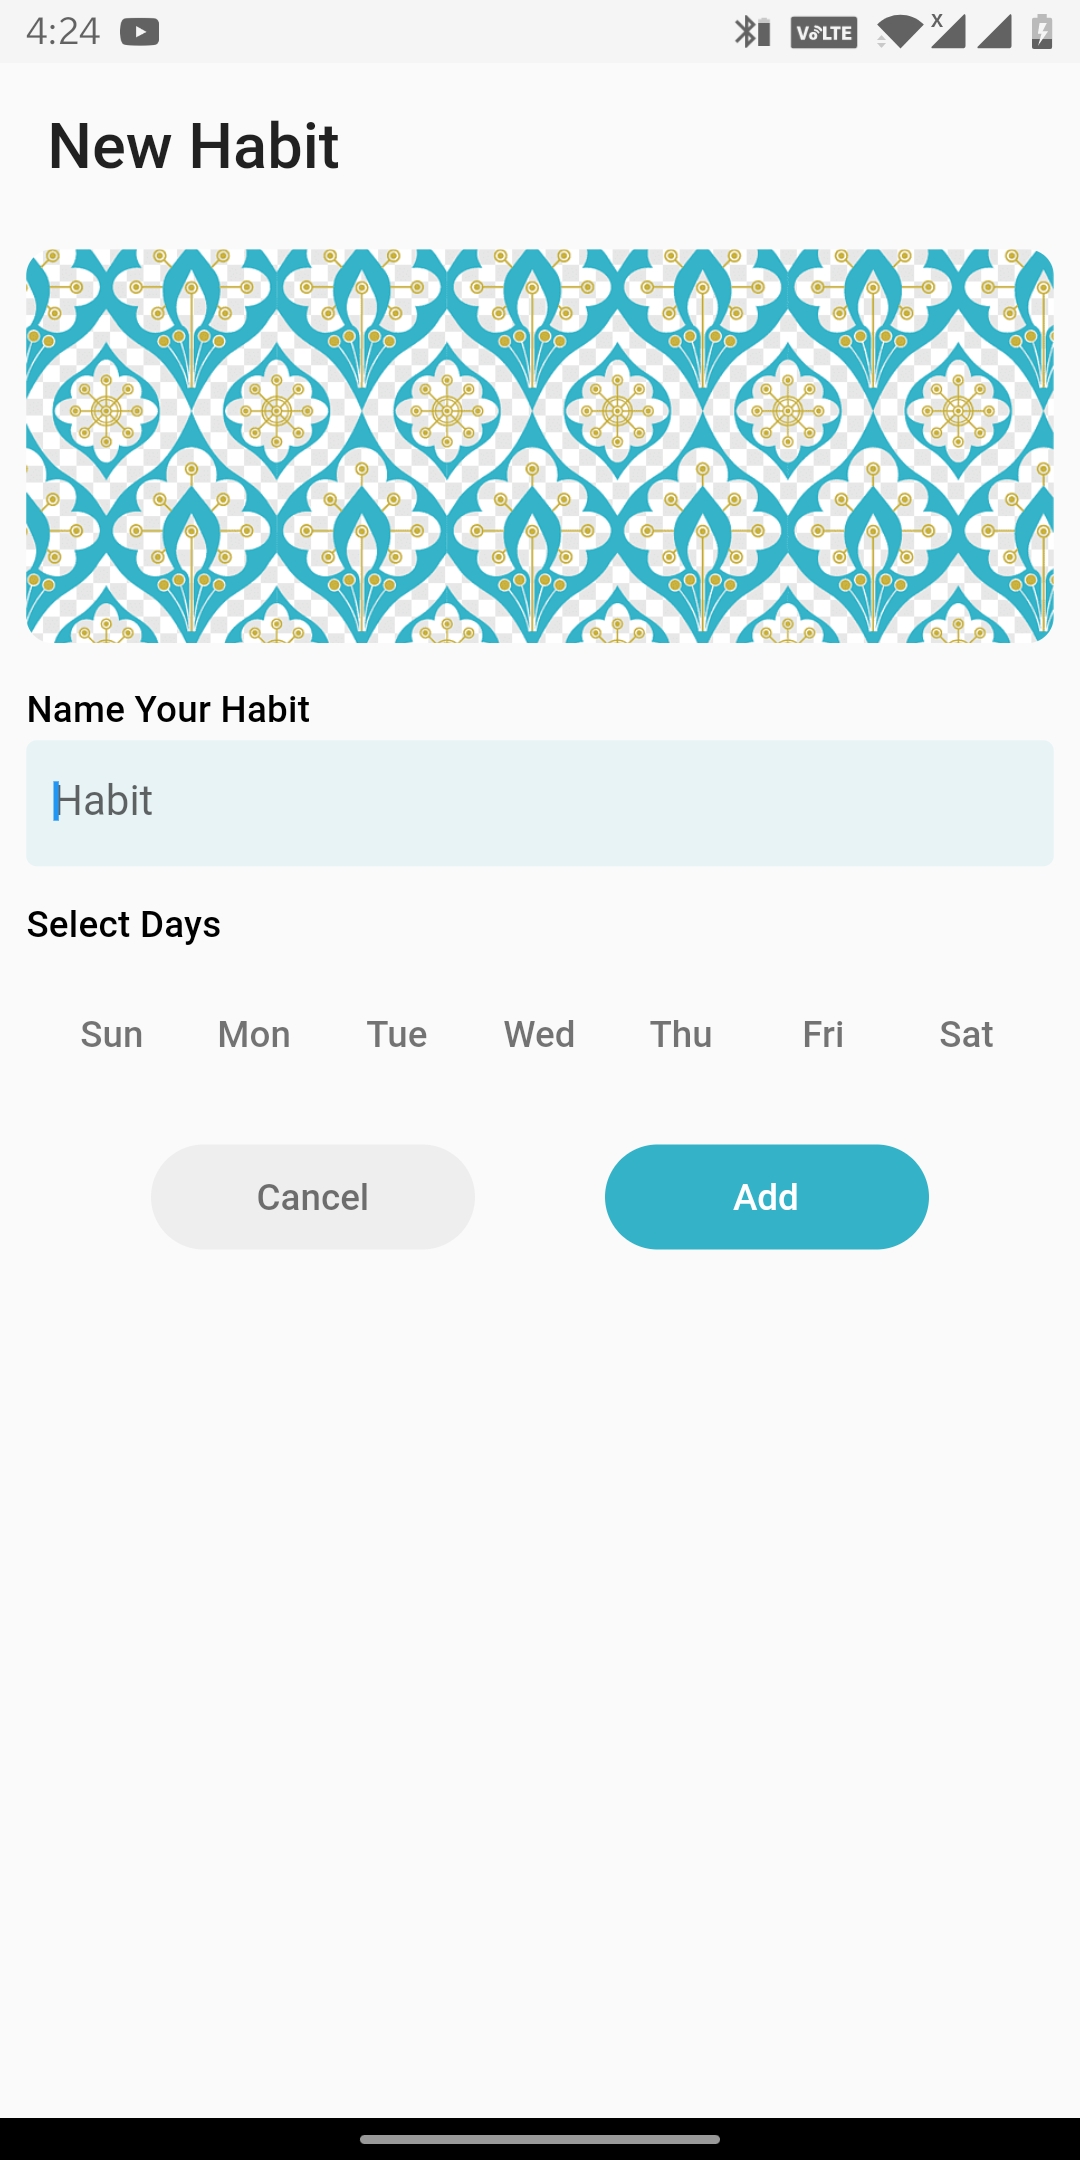 4:24 VoLTE X
New Habit
Name Your Habit
Habit
Select Days
Sun Mon Tue Wed Thu Fri Sat
Cancel Add